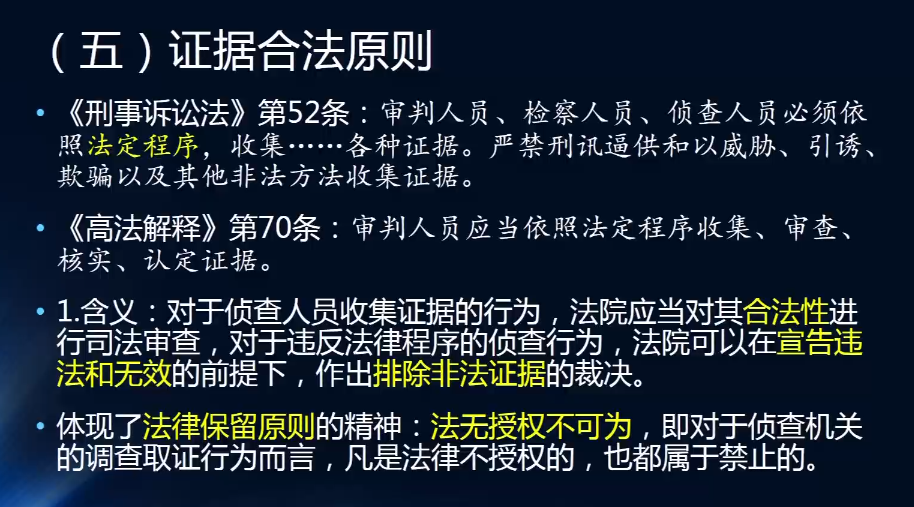 （五）证据合法原则
• 《刑事诉讼法》第52条：审判人员、检察人员、侦查人员必须依
照法定程序，收集……各种证据。严禁刑讯逼供和以威胁、引诱、
欺骗以及其他非法方法收集证据。
• 《高法解释》第70条：审判人员应当依照法定程序收集、审查、
核实、认定证据。
• 1.含义：对于侦查人员收集证据的行为，法院应当对其合法性进
行司法审查，对于违反法律程序的侦查行为，法院可以在宣告违
法和无效的前提下，作出排除非法证据的裁决。
• 体现了法律保留原则的精神：法无授权不可为，即对于侦查机关
的调查取证行为而言，凡是法律不授权的，也都属于禁止的。